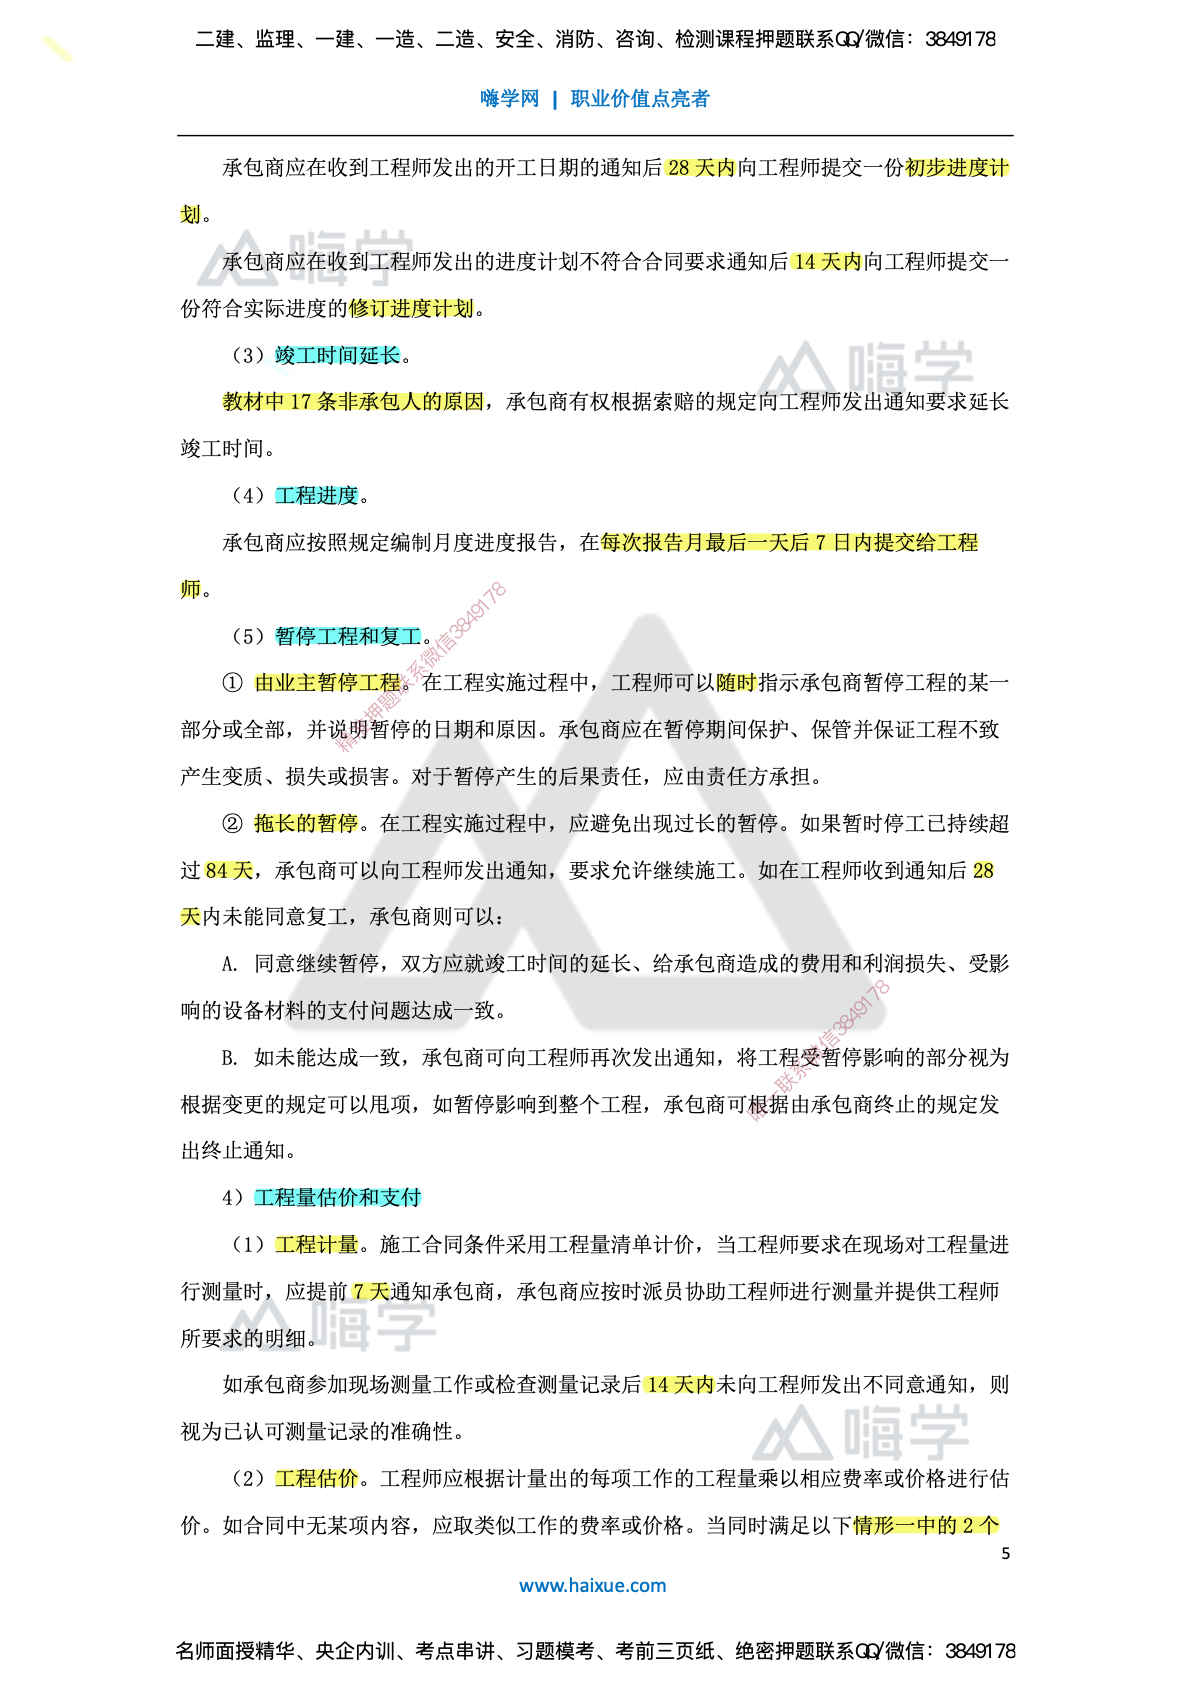 二建、监理、一建、一造、二造、安全、消防、咨询、检测课程押题联系QQ/微信：3849178
嗨学网 | 职业价值点亮者
承包商应在收到工程师发出的开工日期的通知后 28 天内向工程师提交一份初步进度计
划。
嗨学
承包商应在收到工程师发出的进度计划不符合合同要求通知后 14 天内向工程师提交一
份符合实际进度的修订进度计划。
（3）竣工时间延长。
嗨学
教材中 17 条非承包人的原因，承包商有权根据索赔的规定向工程师发出通知要求延长
竣工时间。
（4）工程进度。
承包商应按照规定编制月度进度报告，在每次报告月最后一天后 7 日内提交给工程
师。
（5）暂停工程和复工。
精准押题联系微信3849178
① 由业主暂停工程。在工程实施过程中，工程师可以随时指示承包商暂停工程的某一
部分或全部，并说明暂停的日期和原因。承包商应在暂停期间保护、保管并保证工程不致
产生变质、损失或损害。对于暂停产生的后果责任，应由责任方承担。
② 拖长的暂停。在工程实施过程中，应避免出现过长的暂停。如果暂时停工已持续超
过 84 天，承包商可以向工程师发出通知，要求允许继续施工。如在工程师收到通知后 28
天内未能同意复工，承包商则可以：
A. 同意继续暂停，双方应就竣工时间的延长、给承包商造成的费用和利润损失、受影
响的设备材料的支付问题达成一致。
唯一联系微信3849178
B. 如未能达成一致，承包商可向工程师再次发出通知，将工程受暂停影响的部分视为
根据变更的规定可以甩项，如暂停影响到整个工程，承包商可根据由承包商终止的规定发
出终止通知。
4）工程量估价和支付
（1）工程计量。施工合同条件采用工程量清单计价，当工程师要求在现场对工程量进
行测量时，应提前 7 天通知承包商，承包商应按时派员协助工程师进行测量并提供工程师
嗨学
所要求的明细。
如承包商参加现场测量工作或检查测量记录后 14 天内未向工程师发出不同意通知，则
视为已认可测量记录的准确性。
嗨学
（2）工程估价。工程师应根据计量出的每项工作的工程量乘以相应费率或价格进行估
价。如合同中无某项内容，应取类似工作的费率或价格。当同时满足以下情形一中的 2 个
5
www.haixue.com
名师面授精华、央企内训、考点串讲、习题模考、考前三页纸、绝密押题联系QQ/微信：3849178